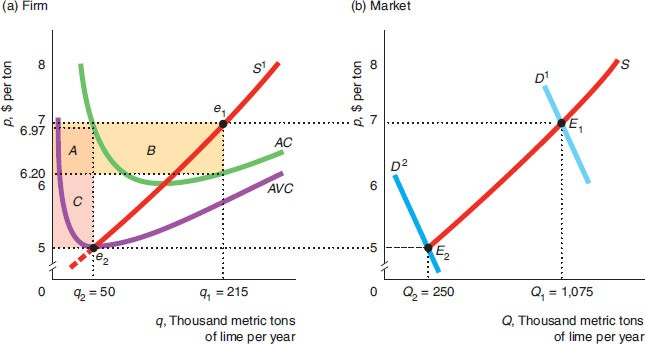 (a) Firm
p, $ per ton
8
7
6.97
6.20
6
5
0
A
B
C
S¹
e₁
AC
AVC
e₂
q₂ = 50
q₁ = 215
q, Thousand metric tons
of lime per year
(b) Market
p, $ per ton
8
7
6
5
0
D¹
S
E₁
D²
E₂
Q₂ = 250
Q₁ = 1,075
Q, Thousand metric tons
of lime per year